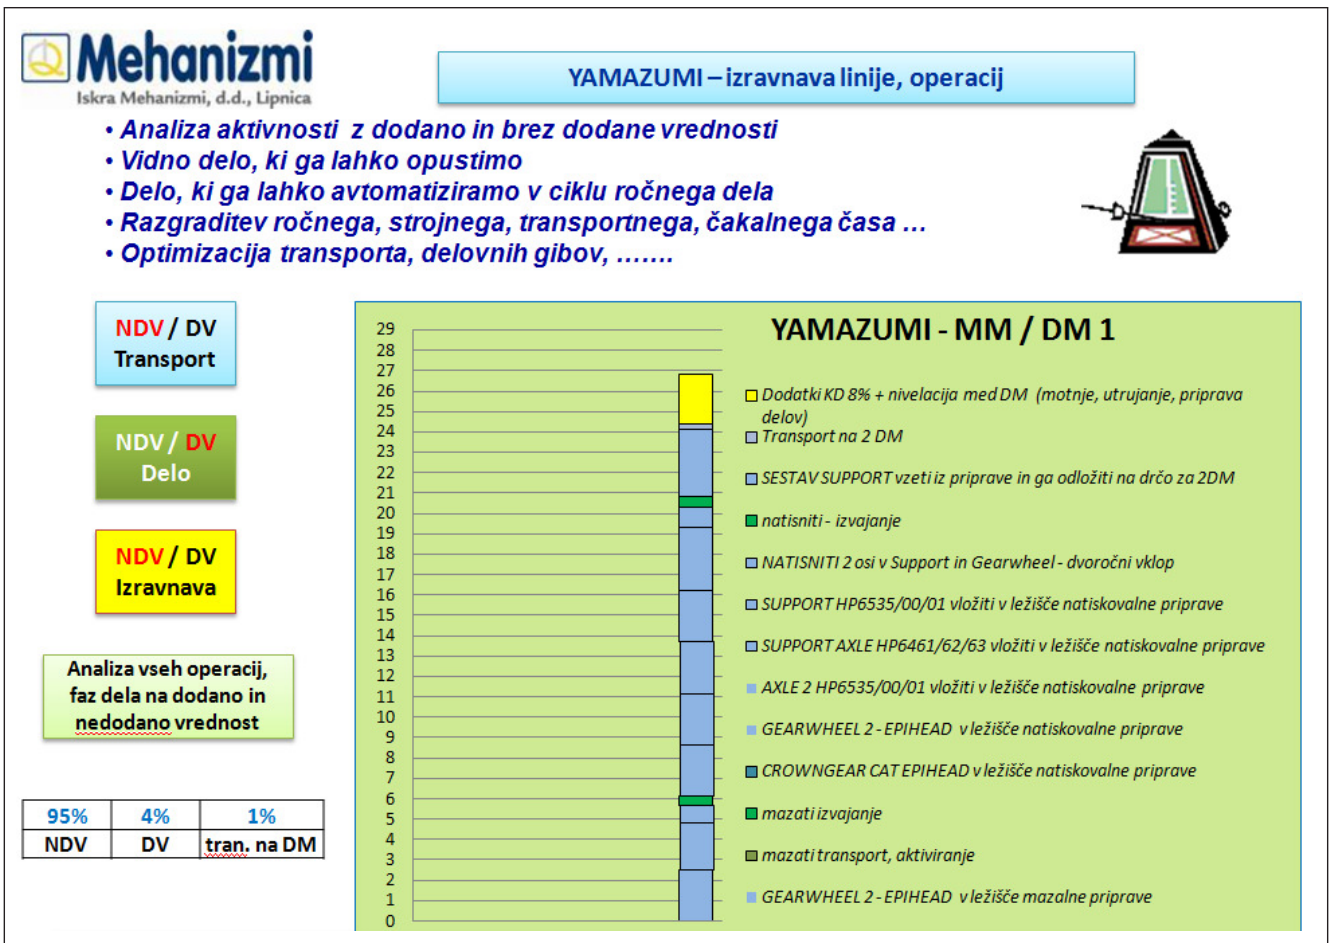 Mehanizmi
Iskra Mehanizmi, d.d., Lipnica
YAMAZUMI – izravnava linije, operacij
• Analiza aktivnosti z dodano in brez dodane vrednosti
• Vidno delo, ki ga lahko opustimo
• Delo, ki ga lahko avtomatiziramo v ciklu ročnega dela
• Razgraditev ročnega, strojnega, transportnega, čakalnega časa ...
• Optimizacija transporta, delovnih gibov, .......
NDV / DV
Transport
NDV / DV
Delo
NDV / DV
Izravnava
Analiza vseh operacij,
faz dela na dodano in
nedodano vrednost
95% 4% 1%
NDV DV tran. na DM
YAMAZUMI - MM / DM 1
29
28
27
26
25
24
23
22
21
20
19
18
17
16
15
14
13
12
11
10
9
8
7
6
5
4
3
2
1
0
Dodatki KD 8% + nivelacija med DM (motnje, utrujanje, priprava
delov)
Transport na 2 DM
SESTAV SUPPORT vzeti iz priprave in ga odložiti na drčo za 2DM
natisniti - izvajanje
NATISNITI 2 osi v Support in Gearwheel - dvoročni vklop
SUPPORT HP6535/00/01 vložiti v ležišče natiskovalne priprave
SUPPORT AXLE HP6461/62/63 vložiti v ležišče natiskovalne priprave
AXLE 2 HP6535/00/01 vložiti v ležišče natiskovalne priprave
GEARWHEEL 2 - EPIHEAD v ležišče natiskovalne priprave
CROWNGEAR CAT EPIHEAD v ležišče natiskovalne priprave
mazati izvajanje
mazati transport, aktiviranje
GEARWHEEL 2 - EPIHEAD v ležišče mazalne priprave